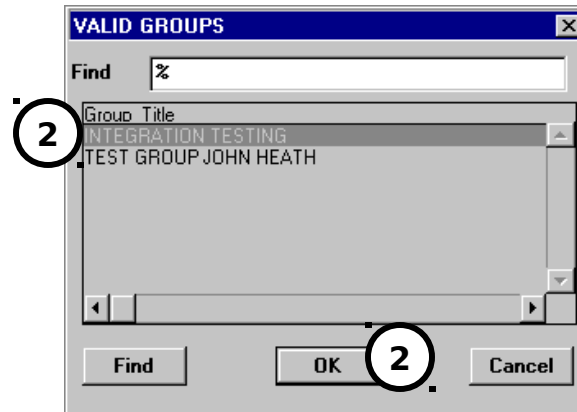 VALID GROUPS
Find %
Group Title
2
INTEGRATION TESTING
TEST GROUP JOHN HEATH
Find OK 2 Cancel